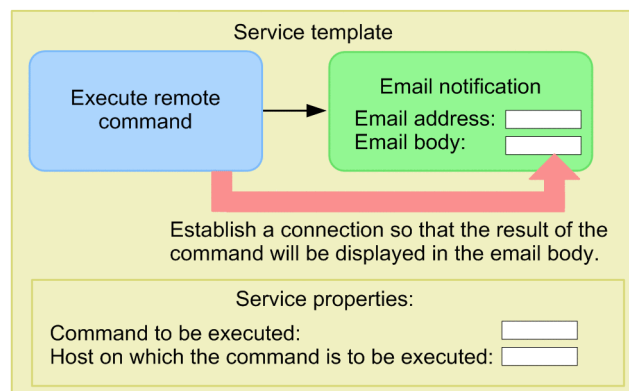 Service template
Execute remote
command
Email notification
Email address:
Email body:
Establish a connection so that the result of the
command will be displayed in the email body.
Service properties:
Command to be executed:
Host on which the command is to be executed: